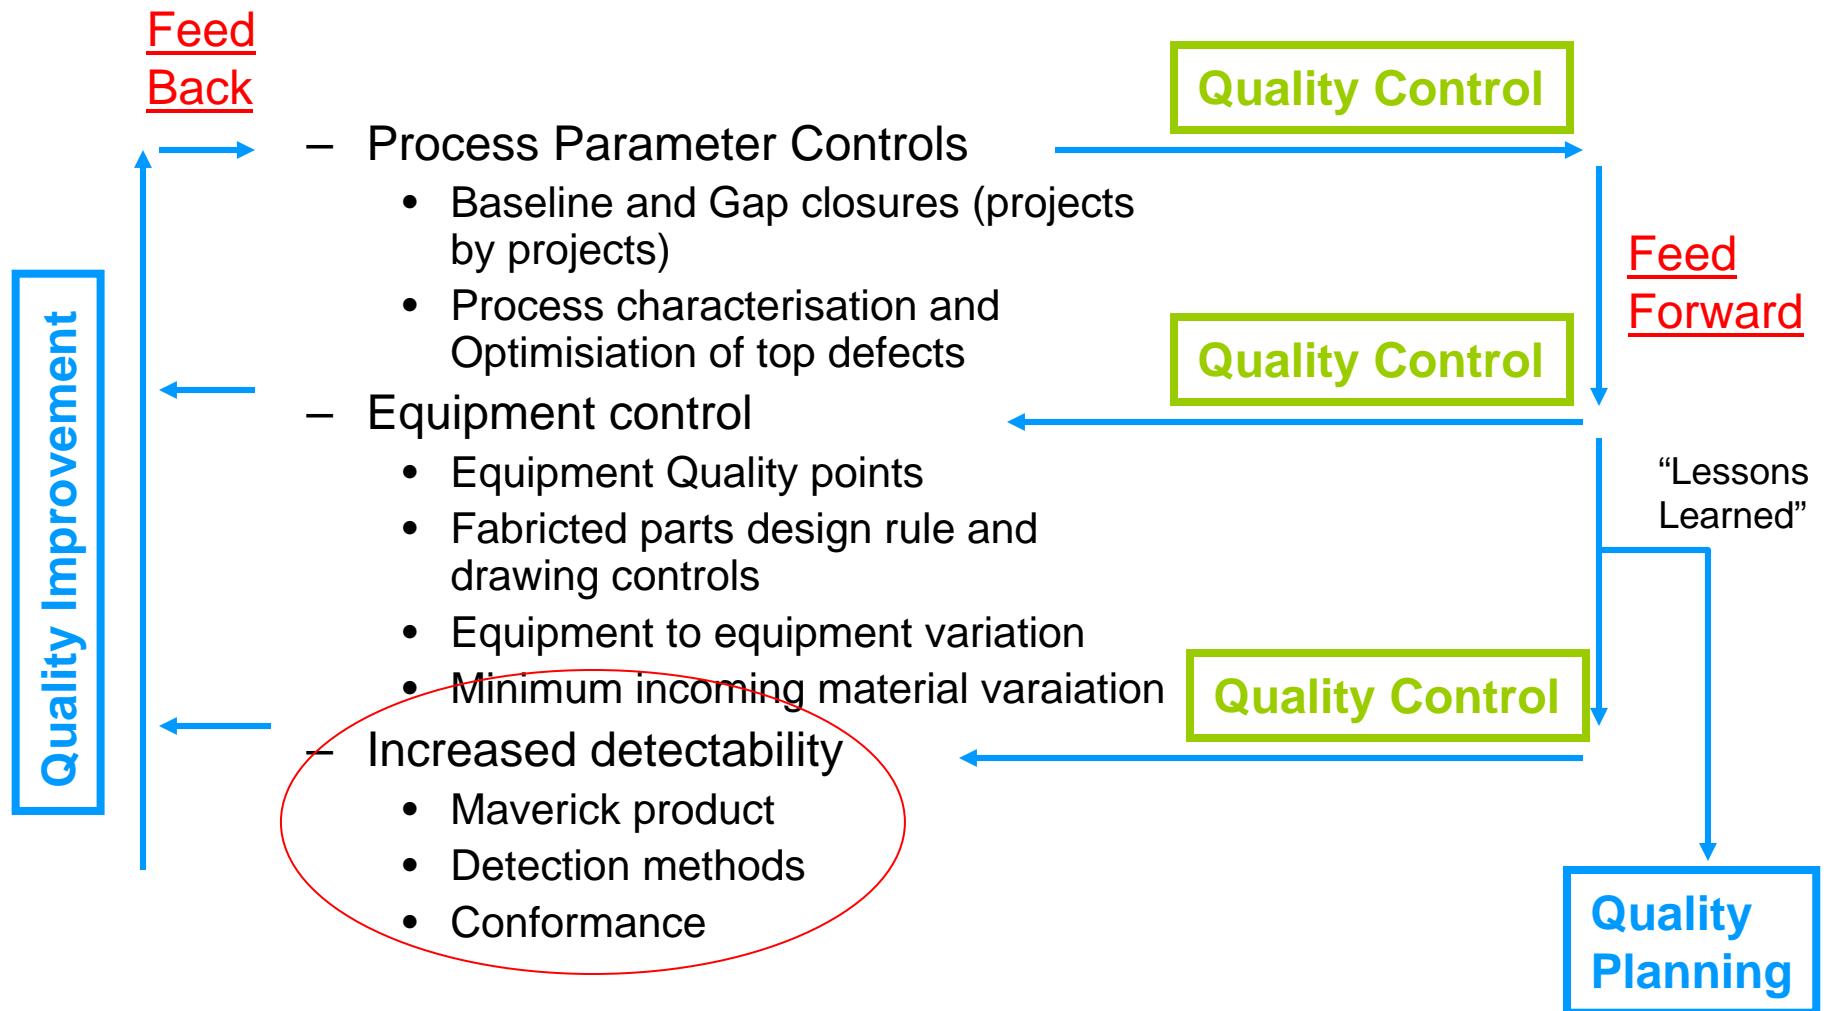 Feed
Back
Quality Control
– Process Parameter Controls
• Baseline and Gap closures (projects
by projects)
• Process characterisation and
Optimisiation of top defects
Feed
Forward
Quality Control
– Equipment control
• Equipment Quality points
• Fabricted parts design rule and
drawing controls
• Equipment to equipment variation
• Minimum incoming material varaiation
“Lessons
Learned”
Quality Improvement
Quality Control
– Increased detectability
• Maverick product
• Detection methods
• Conformance
Quality
Planning